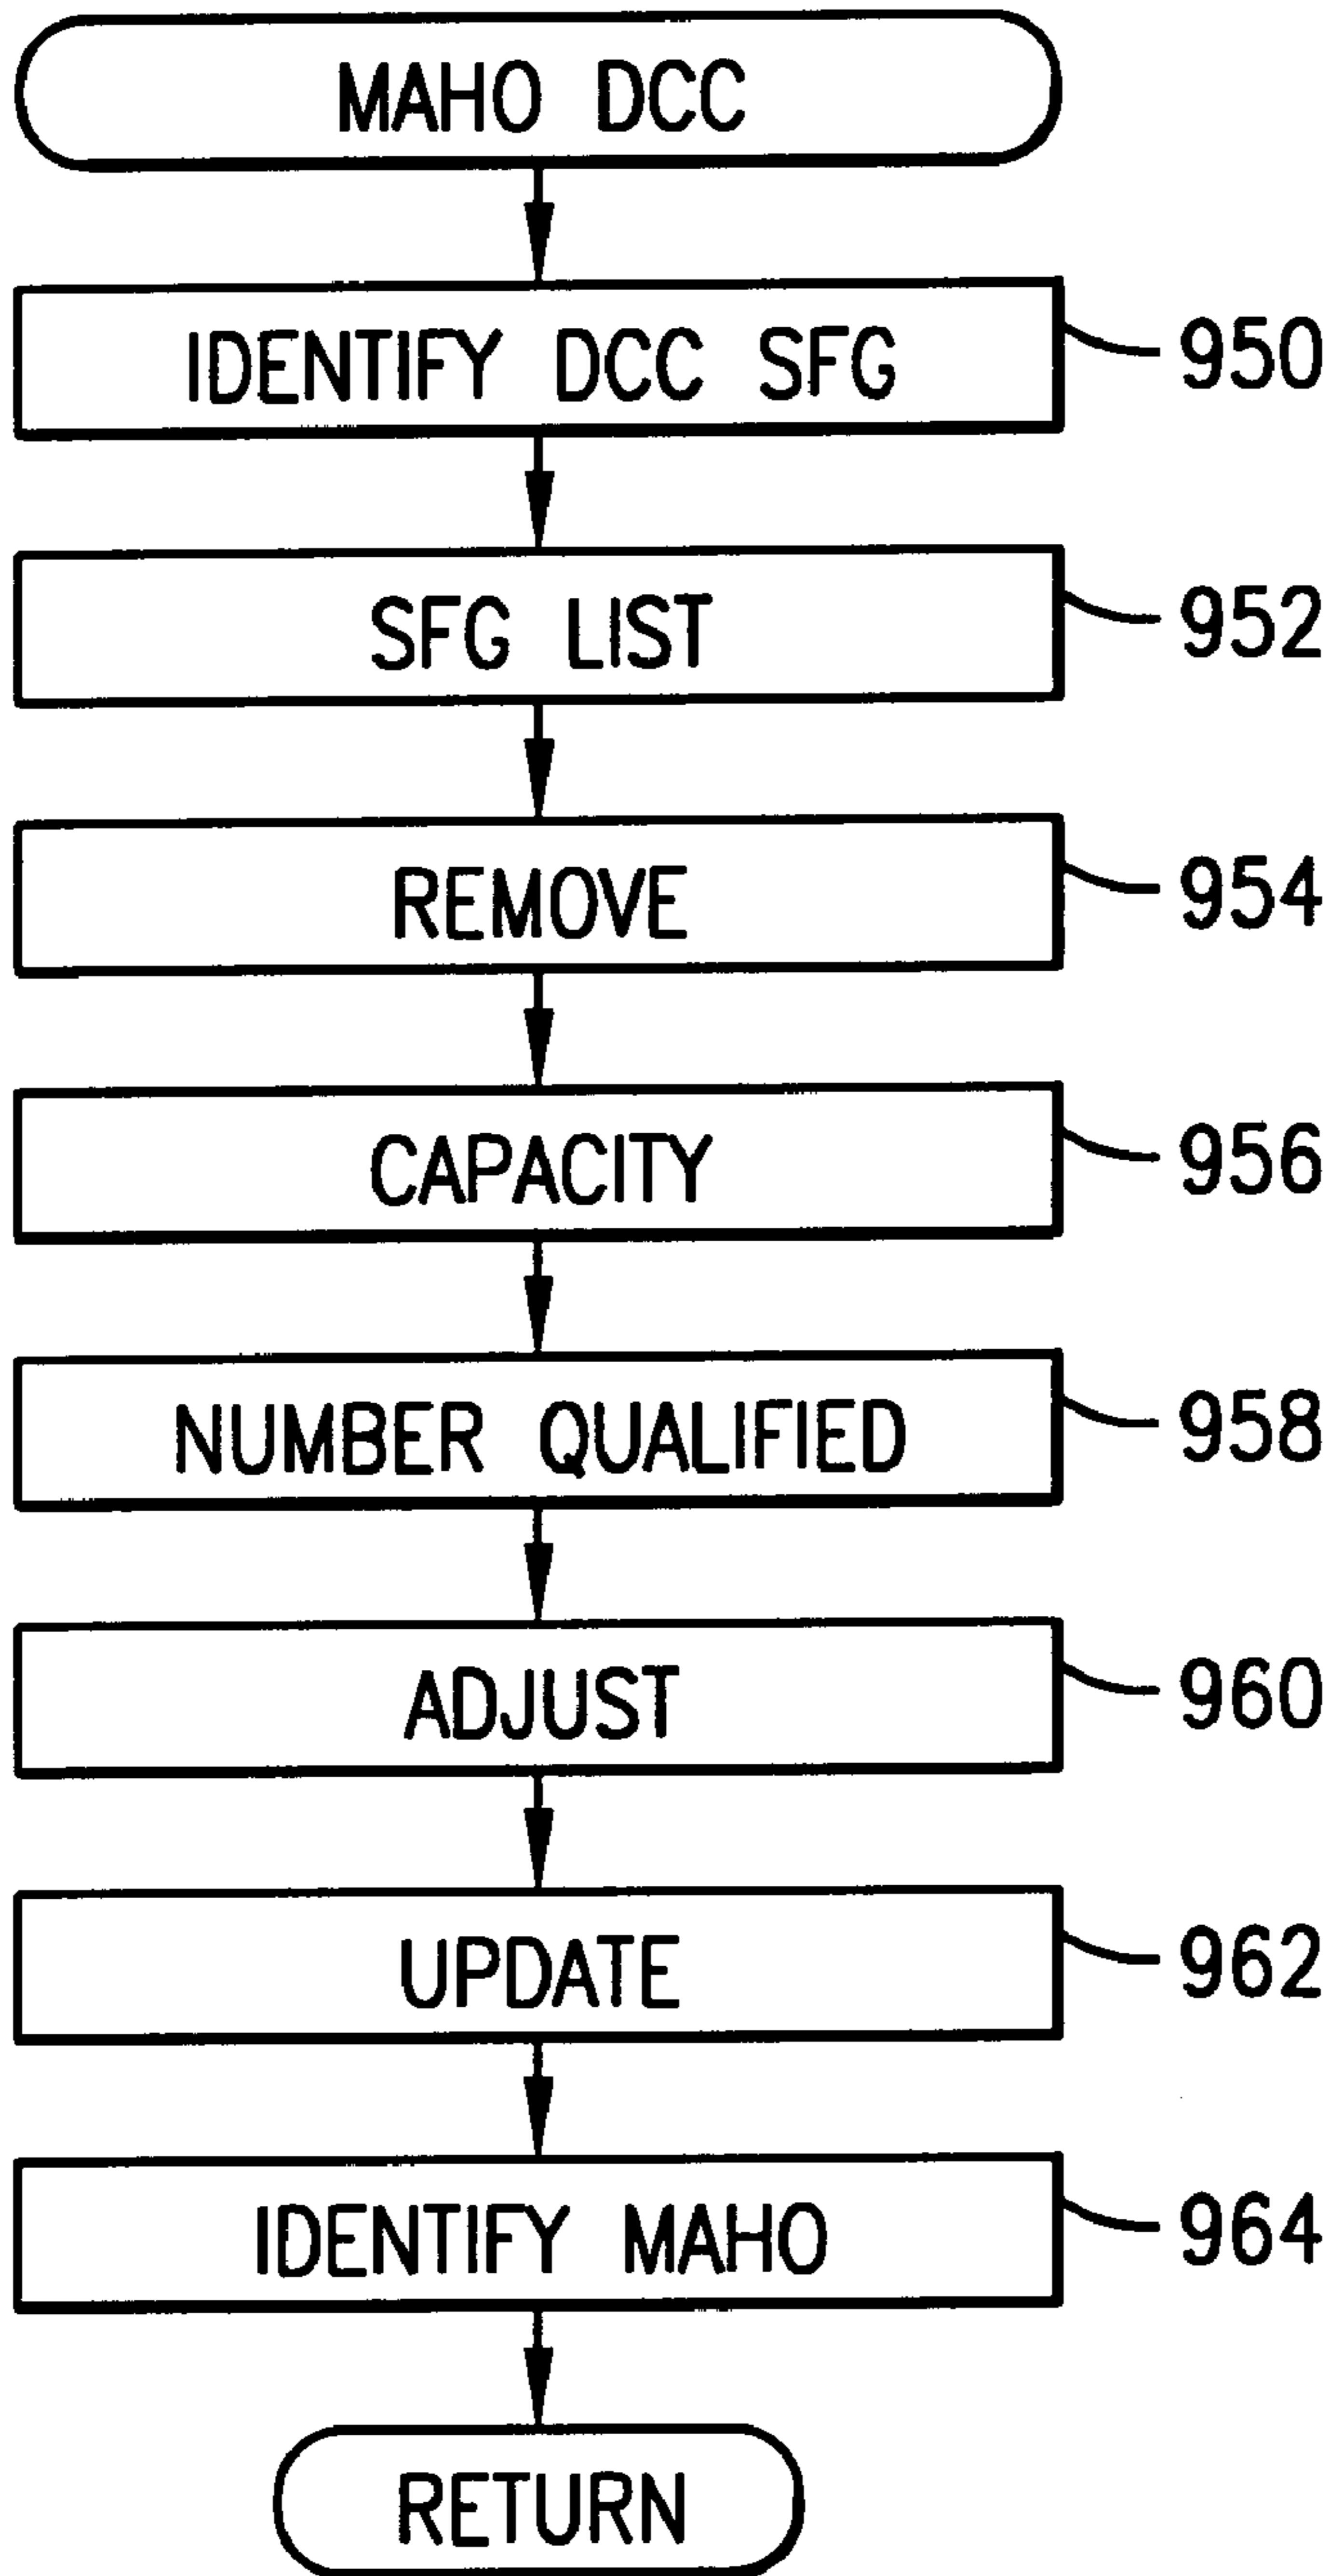 MAHO DCC
IDENTIFY DCC SFG 950
SFG LIST 952
REMOVE 954
CAPACITY 956
NUMBER QUALIFIED 958
ADJUST 960
UPDATE 962
IDENTIFY MAHO 964
RETURN